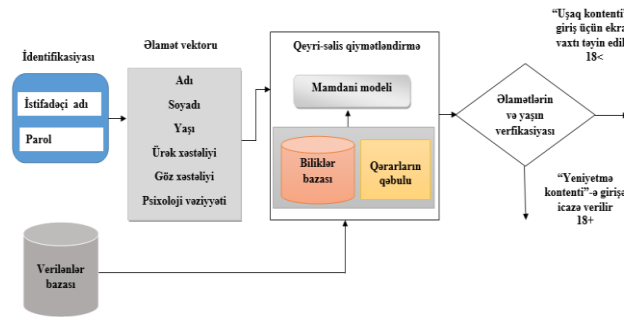 İdentifikasiyası
İstifadəçi adı
Parol
Əlamət vektoru
Adı
Soyadı
Yaşı
Ürək xəstəliyi
Göz xəstəliyi
Psixoloji vəziyyəti
Qeyri-səlis qiymətləndirmə
Mamdani modeli
Biliklər
bazası
Qərarların
qəbulu
Verilənlər
bazası
Əlamətlərin
və yaşın
verfikasiyası
“Uşaq kontenti”
giriş üçün ekra
vaxtı təyin edil
18<
“Yeniyetmə
kontenti”-ə girişə
icazə verilir
18+